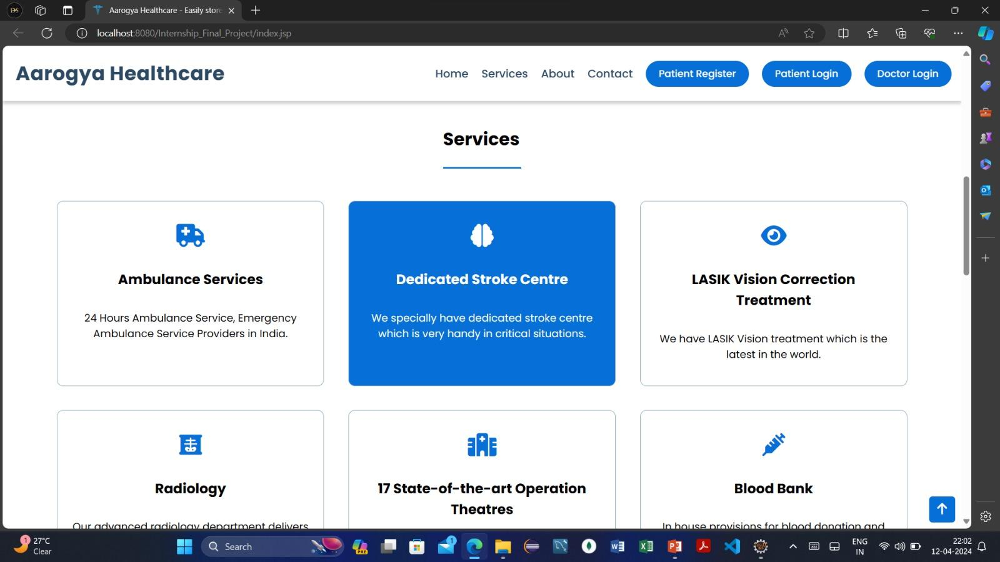 DS
Aarogya Healthcare - Easily store
localhost:8080/Internship_Final_Project/index.jsp
Aarogya Healthcare
Home
Services
About
Contact
Patient Register
Patient Login
Doctor Login
Services
Ambulance Services
24 Hours Ambulance Service, Emergency
Ambulance Service Providers in India.
Dedicated Stroke Centre
We specially have dedicated stroke centre
which is very handy in critical situations.
LASIK Vision Correction
Treatment
We have LASIK Vision treatment which is the
latest in the world.
Radiology
Our advanced radiology department delivers
17 State-of-the-art Operation
Theatres
Blood Bank
In house provisions for blood donation and
1
27°C
Clear
Search
PRE
1
ENG
IN
22:02
12-04-2024